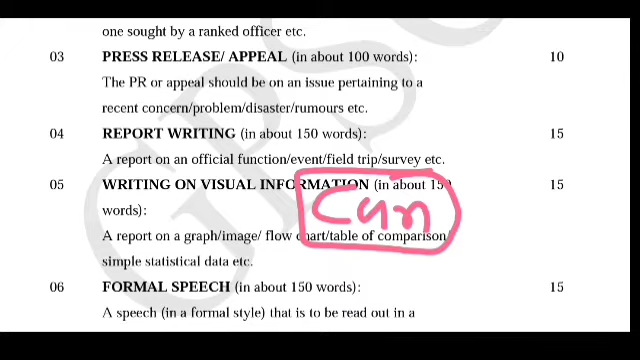 one sought by a ranked officer etc.
03 PRESS RELEASE/ APPEAL (in about 100 words): 10
The PR or appeal should be on an issue pertaining to a
recent concern/problem/disaster/rumours etc.
04 REPORT WRITING (in about 150 words): 15
A report on an official function/event/field trip/survey etc.
05 WRITING ON VISUAL INFORMATION (in about 150 15
words):
A report on a graph/image/ flow chart/table of comparison/
simple statistical data etc.
06 FORMAL SPEECH (in about 150 words): 15
A speech (in a formal style) that is to be read out in a